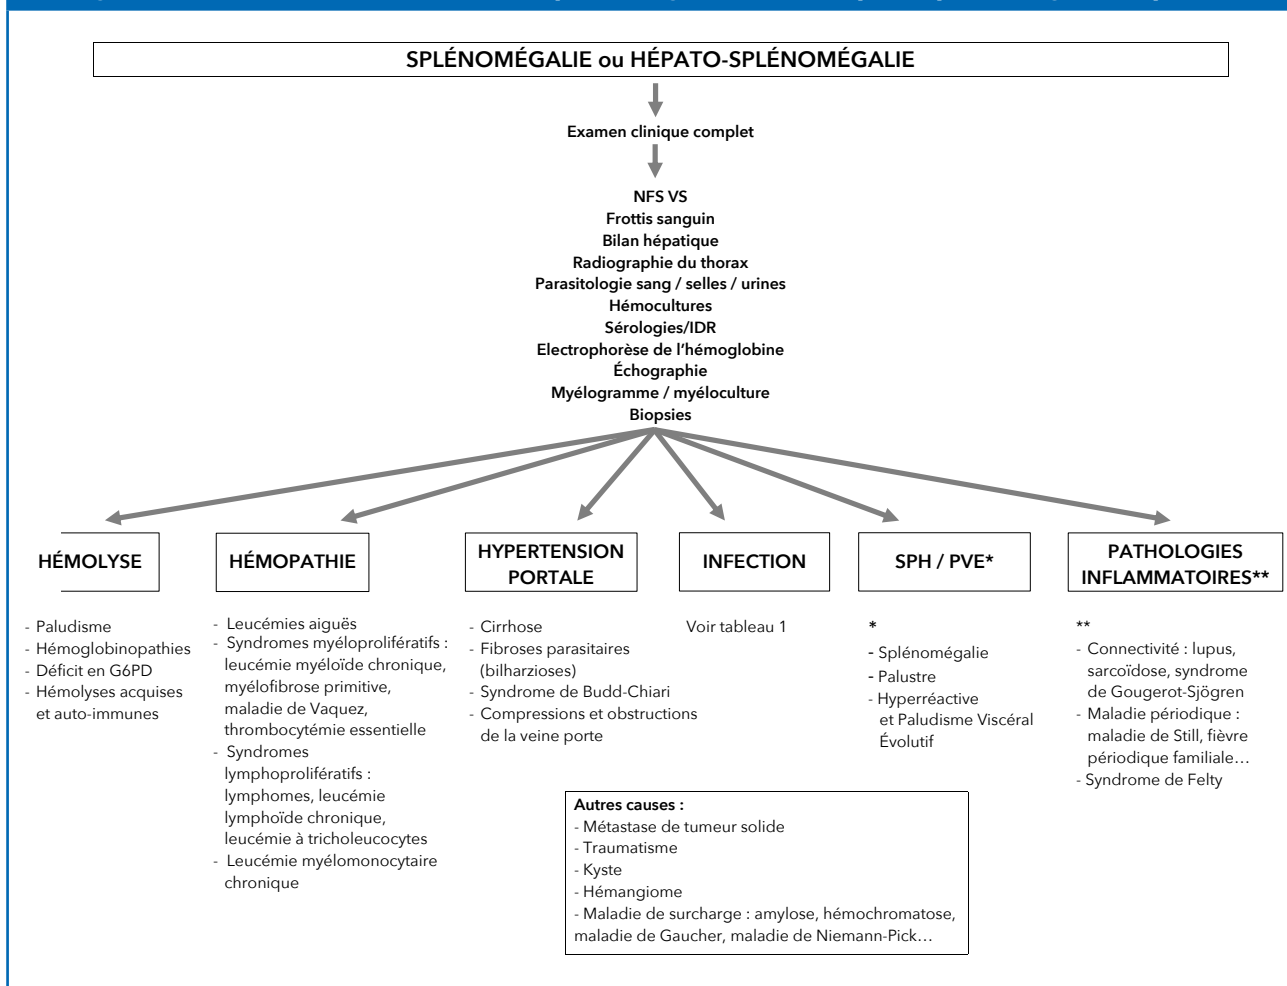 SPLÉNOMÉGALIE ou HÉPATO-SPLÉNOMÉGALIE
Examen clinique complet
NFS VS
Frottis sanguin
Bilan hépatique
Radiographie du thorax
Parasitologie sang / selles / urines
Hémocultures
Sérologies/IDR
Electrophorèse de l'hémoglobine
Échographie
Myélogramme / myéloculture
Biopsies
HÉMOLYSE
- Paludisme
- Hémoglobinopathies
- Déficit en G6PD
- Hémolyses acquises
et auto-immunes
HÉMOPATHIE
- Leucémies aiguës
- Syndromes myéloprolifératifs :
leucémie myéloïde chronique,
myélofibrose primitive,
maladie de Vaquez,
thrombocytémie essentielle
- Syndromes
lymphoprolifératifs :
lymphomes, leucémie
lymphoïde chronique,
leucémie à tricholeucocytes
- Leucémie myélomonocytaire
chronique
HYPERTENSION
PORTALE
- Cirrhose
- Fibroses parasitaires
(bilharzioses)
- Syndrome de Budd-Chiari
- Compressions et obstructions
de la veine porte
INFECTION
Voir tableau 1
SPH / PVE*
*
- Splénomégalie
- Palustre
- Hyperréactive
et Paludisme Viscéral
Évolutif
PATHOLOGIES
INFLAMMATOIRES**
**
- Connectivité : lupus,
sarcoïdose, syndrome
de Gougerot-Sjögren
- Maladie périodique :
maladie de Still, fièvre
périodique familiale…
- Syndrome de Felty
Autres causes :
- Métastase de tumeur solide
- Traumatisme
- Kyste
- Hémangiome
- Maladie de surcharge : amylose, hémochromatose,
maladie de Gaucher, maladie de Niemann-Pick…